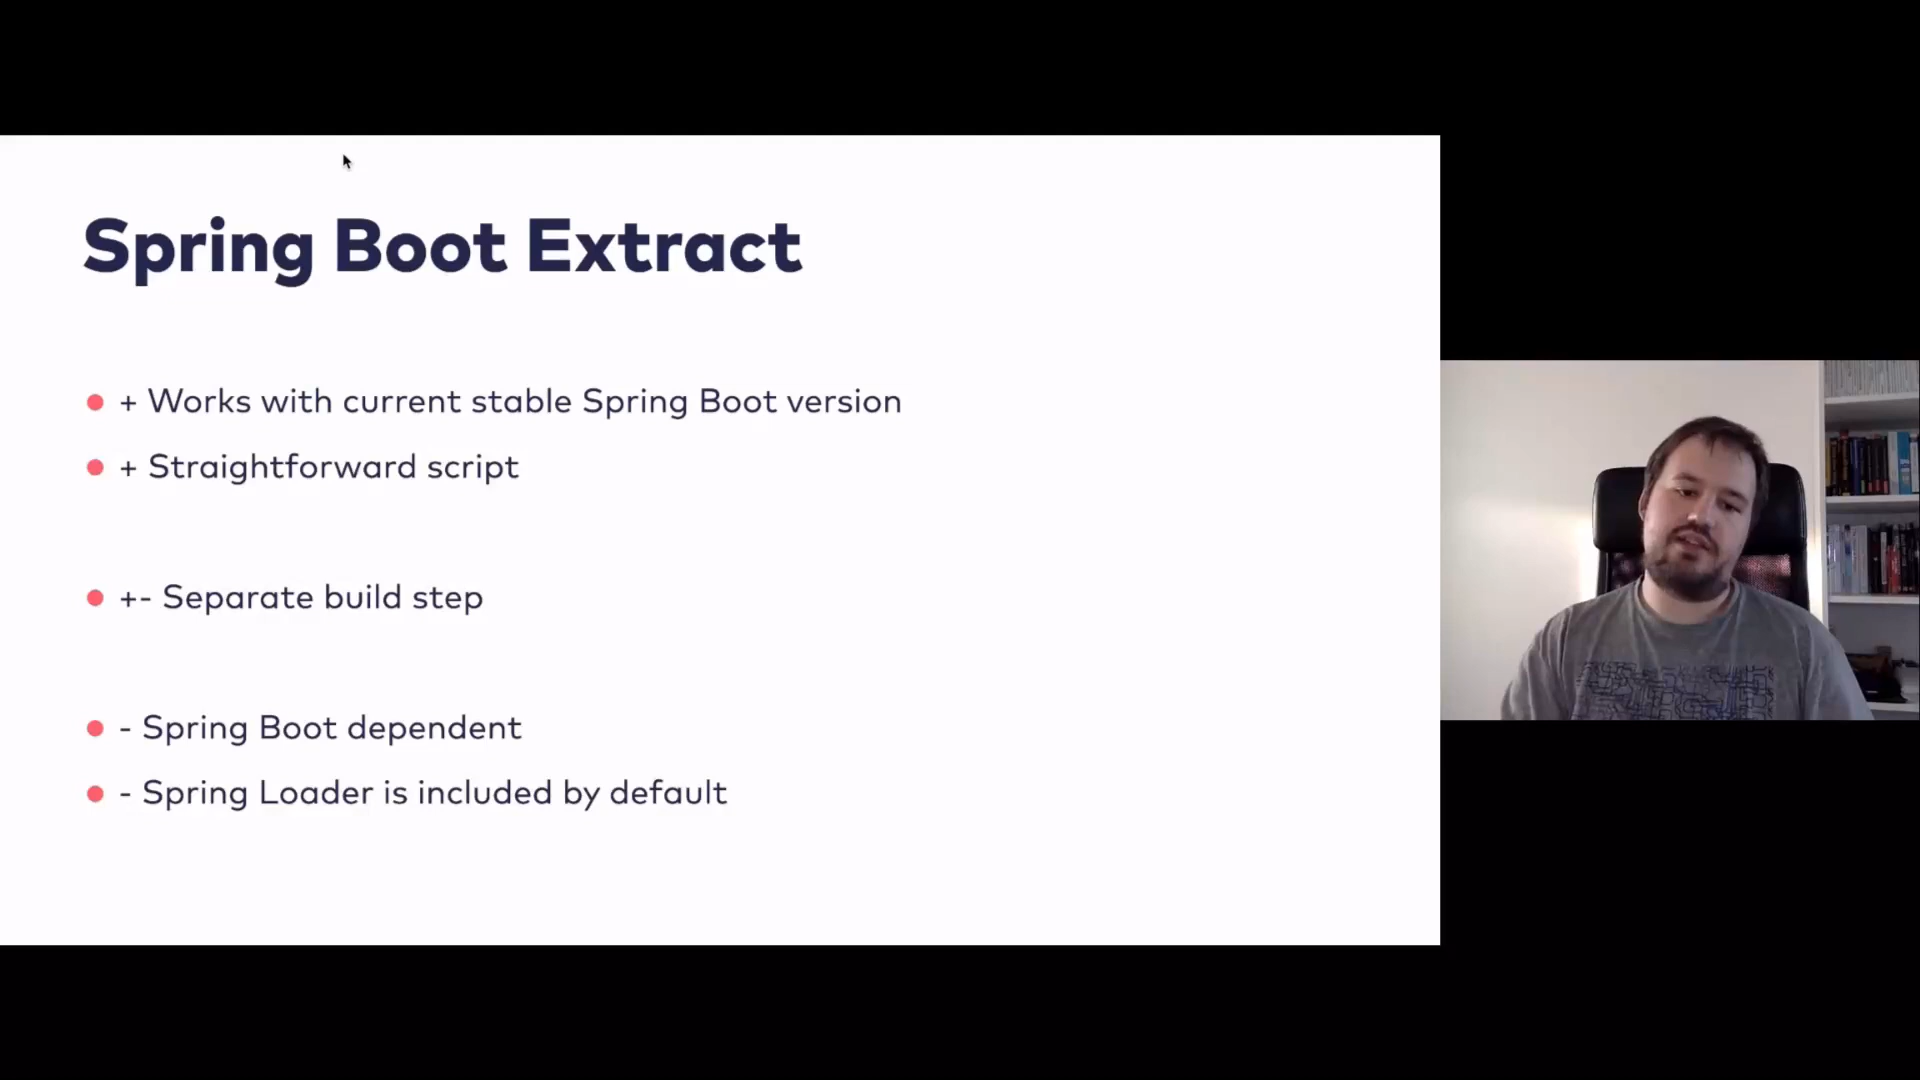 Spring Boot Extract
+ Works with current stable Spring Boot version
+ Straightforward script
+- Separate build step
- Spring Boot dependent
- Spring Loader is included by default